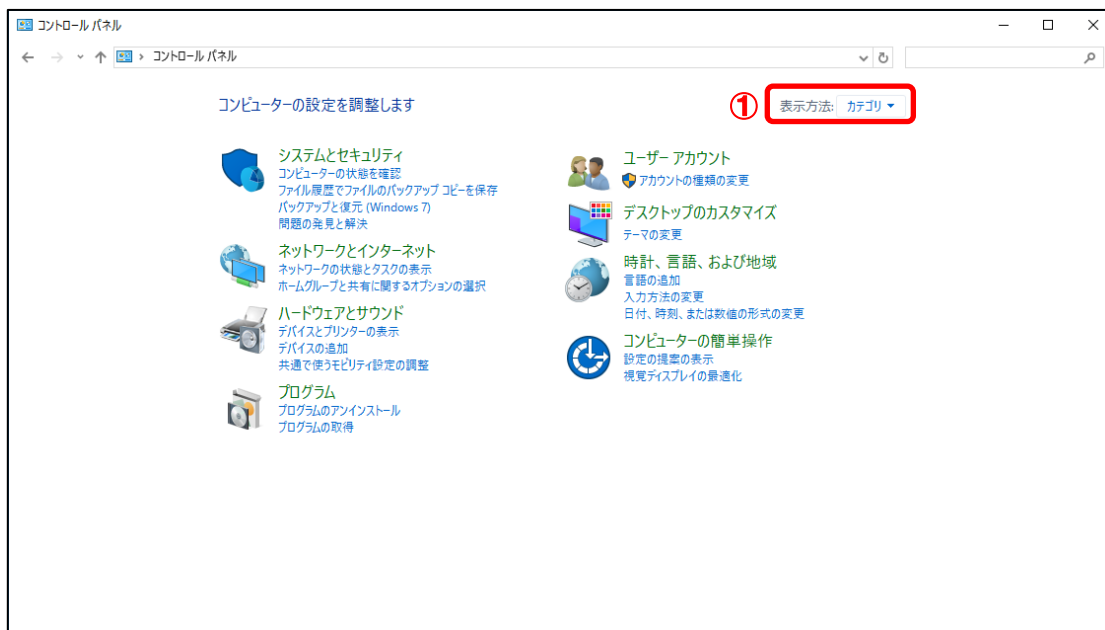 コントロール パネル
コントロール パネル
コンピューターの設定を調整します
① 表示方法: カテゴリ
システムとセキュリティ
コンピューターの状態を確認
ファイル履歴でファイルのバックアップ コピーを保存
バックアップと復元 (Windows 7)
問題の発見と解決
ネットワークとインターネット
ネットワークの状態とタスクの表示
ホームグループと共有に関するオプションの選択
ハードウェアとサウンド
デバイスとプリンターの表示
デバイスの追加
共通で使うモビリティ設定の調整
プログラム
プログラムのアンインストール
プログラムの取得
ユーザー アカウント
アカウントの種類の変更
デスクトップのカスタマイズ
テーマの変更
時計、言語、および地域
言語の追加
入力方法の変更
日付、時刻、または数値の形式の変更
コンピューターの簡単操作
設定の提案の表示
視覚ディスプレイの最適化